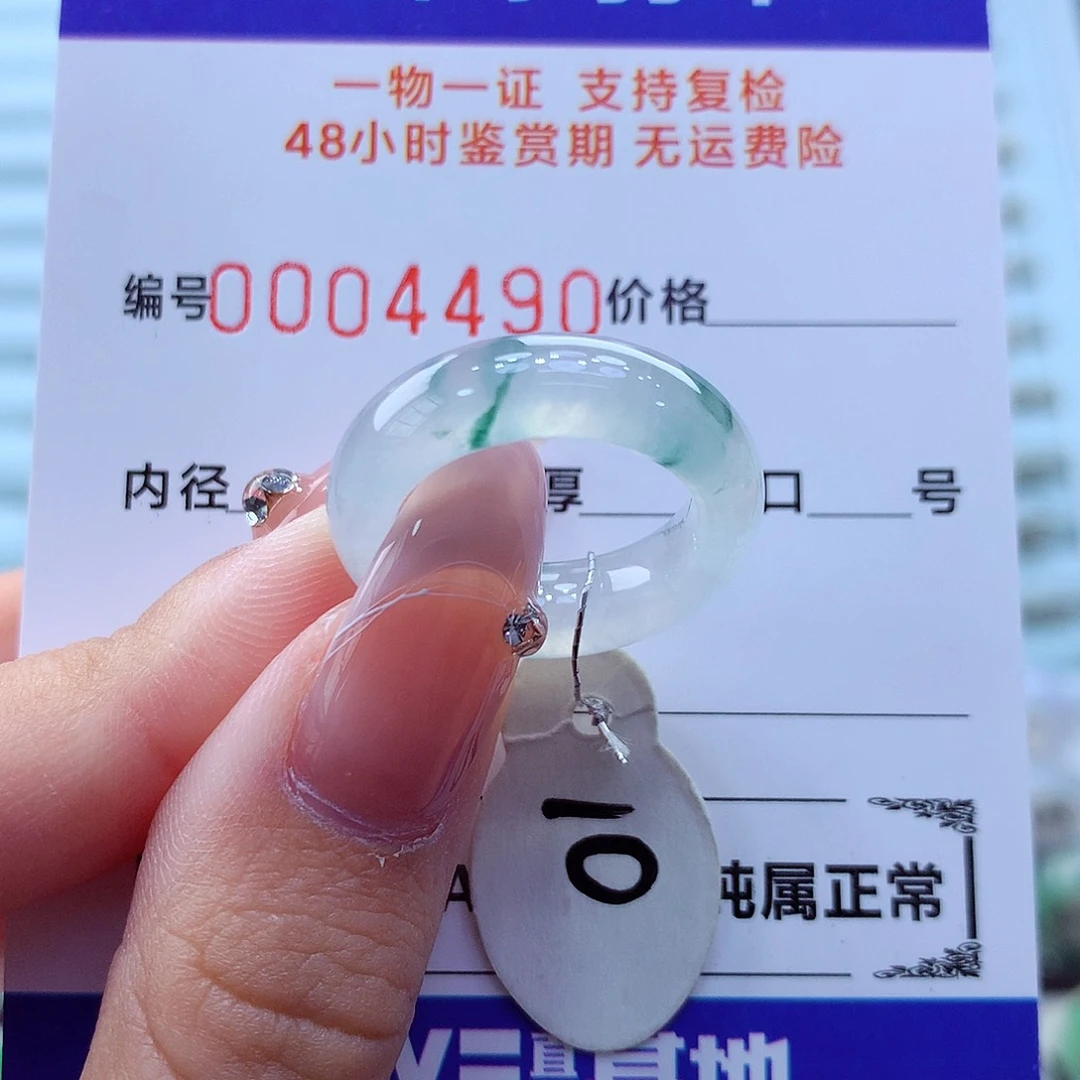 一物一证 支持复检
48小时鉴赏期 无运费险
编号0004490价格
内径 厚 口 号
10
A 纯属正常
基地